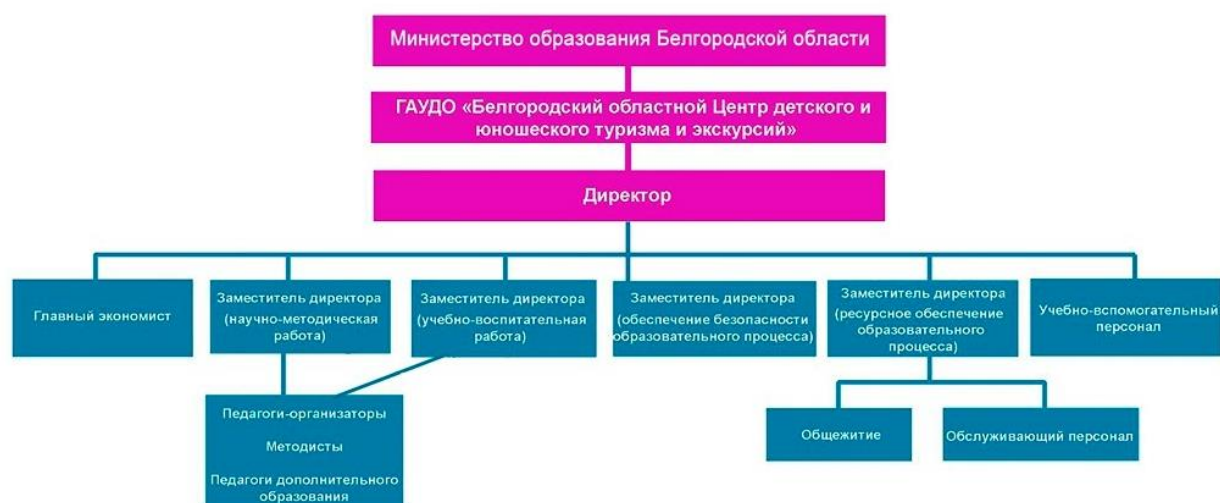 Министерство образования Белгородской области
ГАУДО «Белгородский областной Центр детского и
юношеского туризма и экскурсий»
Директор
Главный экономист
Заместитель директора
(научно-методическая
работа)
Заместитель директора
(учебно-воспитательная
работа)
Заместитель директора
(обеспечение безопасности
образовательного процесса)
Заместитель директора
(ресурсное обеспечение
образовательного
процесса)
Учебно-вспомогательный
персонал
Педагоги-организаторы
Методисты
Педагоги дополнительного
образования
Общежитие
Обслуживающий персонал